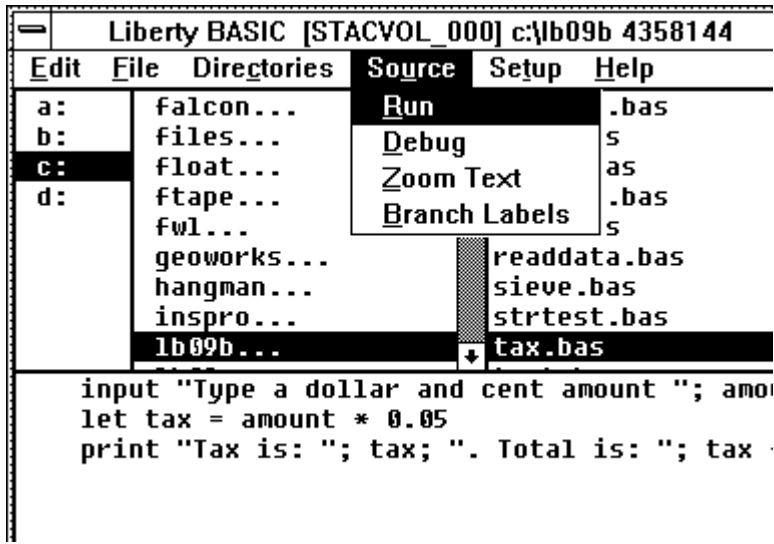 Liberty BASIC [STACVOL_000] c:\lb09b 4358144
Edit File Directories Source Setup Help
a:
b:
c:
d:
falcon...
files...
float...
ftape...
fwl...
geoworks...
hangman...
inspro...
lb09b...
Run
Debug
Zoom Text
Branch Labels
.bas
s
as
.bas
s
readdata.bas
sieve.bas
strtest.bas
tax.bas
input "Type a dollar and cent amount "; amou
let tax = amount * 0.05
print "Tax is: "; tax; ". Total is: "; tax